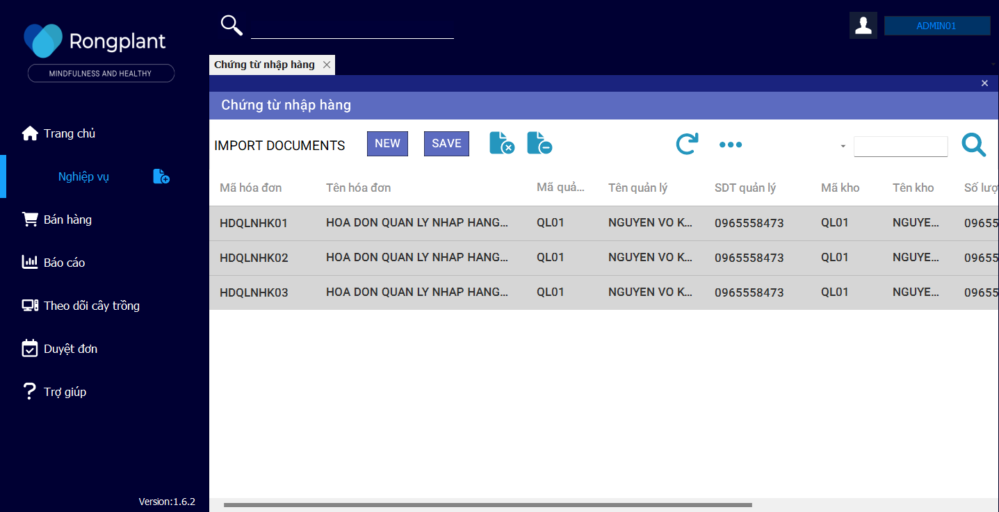 Rongplant
MINDFULNESS AND HEALTHY
ADMIN01
Trang chủ
Nghiệp vụ
Bán hàng
Báo cáo
Theo dõi cây trồng
Duyệt đơn
Trợ giúp
Version:1.6.2
Chứng từ nhập hàng
Chứng từ nhập hàng
IMPORT DOCUMENTS NEW SAVE
Mã hóa đơn Tên hóa đơn Mã quả... Tên quản lý SDT quản lý Mã kho Tên kho Số lượ
HDQLNHK01 HOA DON QUAN LY NHAP HANG... QL01 NGUYEN VO K... 0965558473 QL01 NGUYE... 09655
HDQLNHK02 HOA DON QUAN LY NHAP HANG... QL01 NGUYEN VO K... 0965558473 QL01 NGUYE... 09655
HDQLNHK03 HOA DON QUAN LY NHAP HANG... QL01 NGUYEN VO K... 0965558473 QL01 NGUYE... 09655